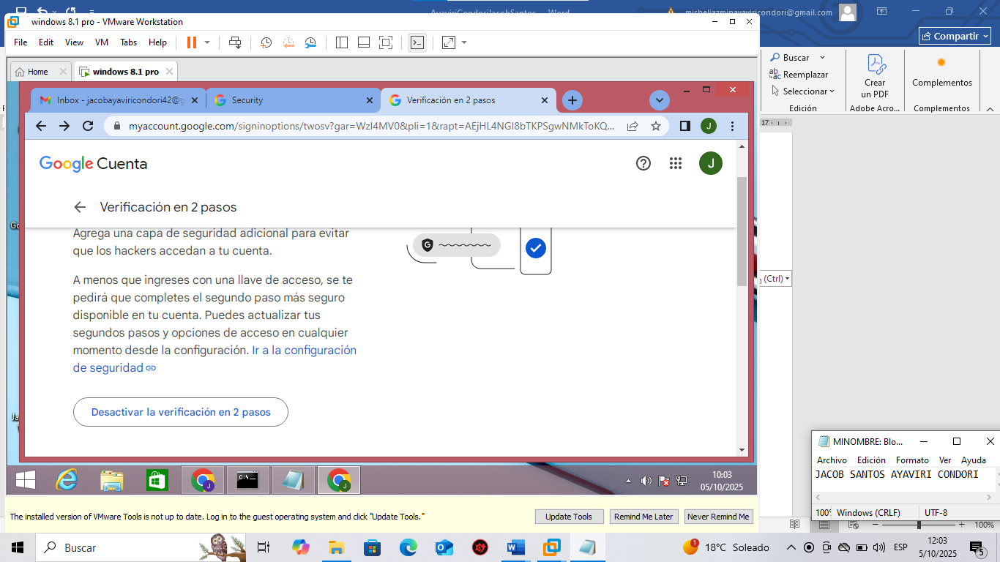 AyaviriCondoriJacobSantos - Word
misheljazminayaviricondori@gmail.com
windows 8.1 pro - VMware Workstation
File Edit View VM Tabs Help
Compartir
Home
windows 8.1 pro
Buscar
Reemplazar
Seleccionar
Edición
Crear
un PDF
Adobe Acro...
Complementos
Complementos
17
Inbox - jacobayaviricondori42@g
Security
Verificación en 2 pasos
myaccount.google.com/signinoptions/twosv?gar=WzI4MV0&pli=1&rapt=AEjHL4NGI8bTKPSgwNMkToKQ...
J
Google Cuenta
J
Verificación en 2 pasos
Agrega una capa de seguridad adicional para evitar
que los hackers accedan a tu cuenta.
A menos que ingreses con una llave de acceso, se te
pedirá que completes el segundo paso más seguro
disponible en tu cuenta. Puedes actualizar tus
segundos pasos y opciones de acceso en cualquier
momento desde la configuración. Ir a la configuración
de seguridad
Desactivar la verificación en 2 pasos
G
(Ctrl)
10:03
05/10/2025
MINOMBRE: Blo...
Archivo Edición Formato Ver Ayuda
JACOB SANTOS AYAVIRI CONDORI
100% Windows (CRLF) UTF-8
The installed version of VMware Tools is not up to date. Log in to the guest operating system and click "Update Tools."
Update Tools
Remind Me Later
Never Remind Me
100%
Buscar
1
18°C Soleado
ESP
12:03
5/10/2025
5